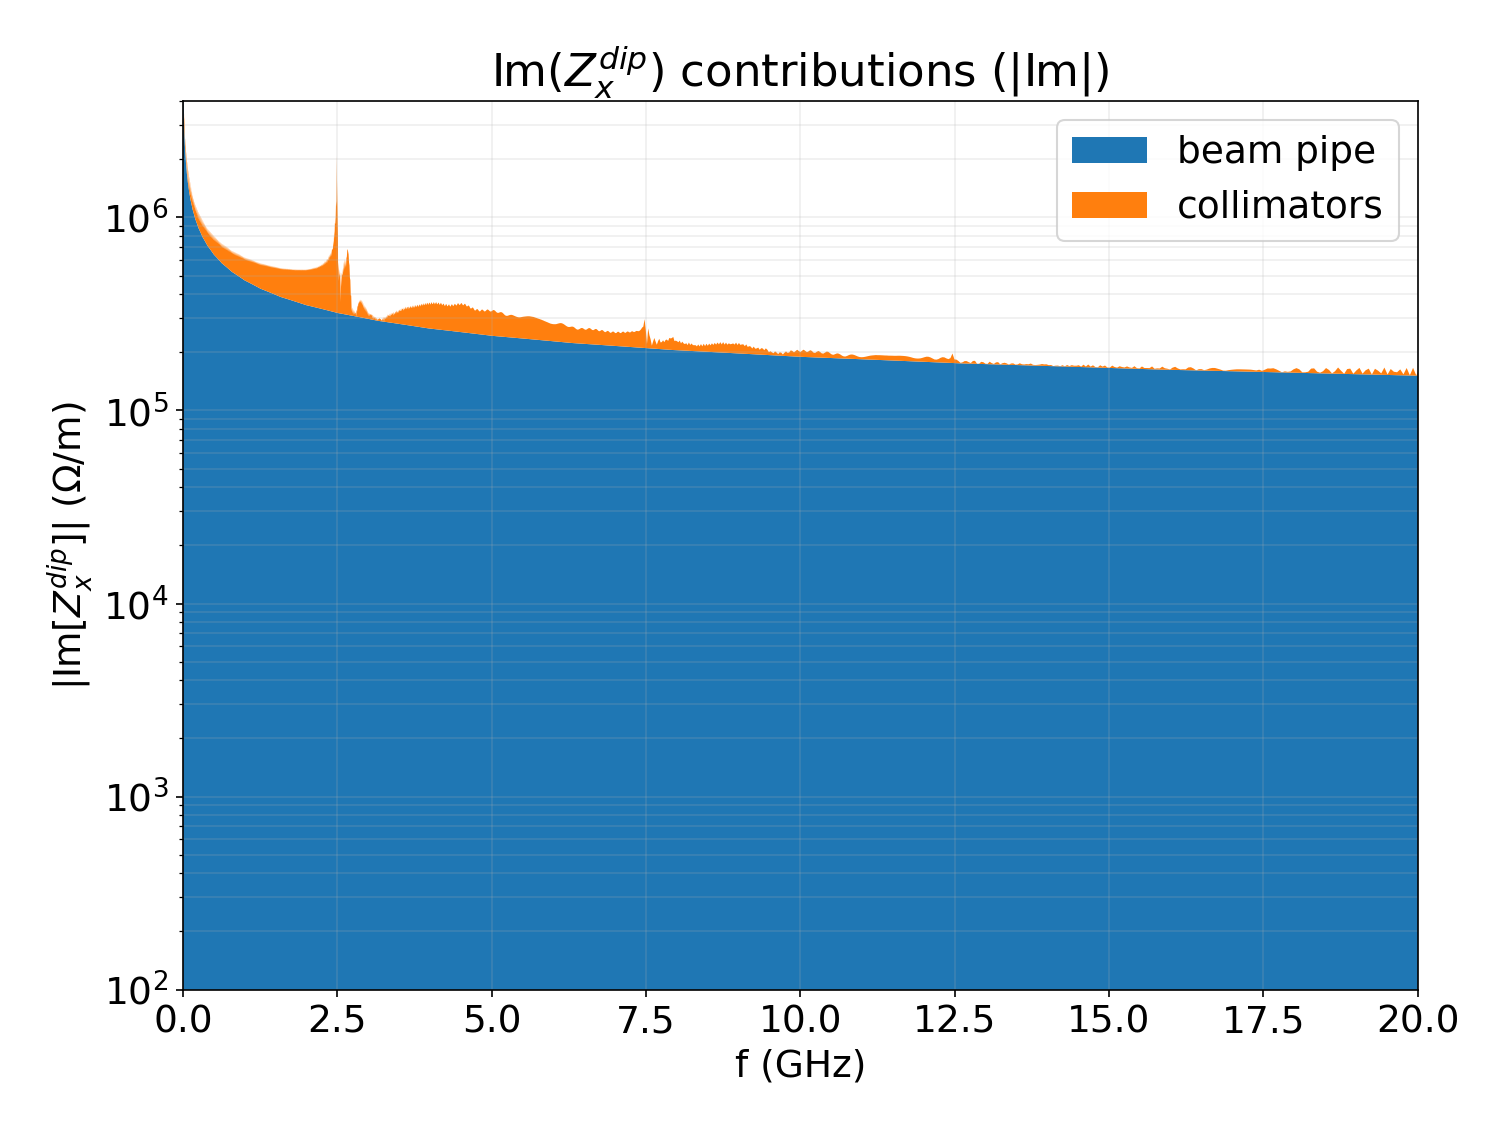 Im(Z_x^{dip}) contributions (|Im|)
beam pipe
collimators
|Im[Z_x^{dip}]| (Ω/m)
10^6
10^5
10^4
10^3
10^2
0.0 2.5 5.0 7.5 10.0 12.5 15.0 17.5 20.0
f (GHz)